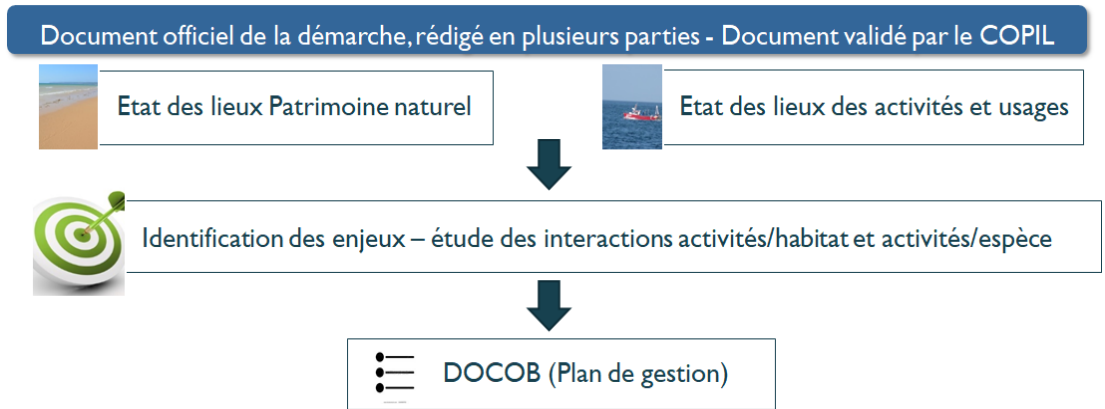 Document officiel de la démarche, rédigé en plusieurs parties - Document validé par le COPIL
Etat des lieux Patrimoine naturel
Etat des lieux des activités et usages
Identification des enjeux – étude des interactions activités/habitat et activités/espèce
DOCOB (Plan de gestion)